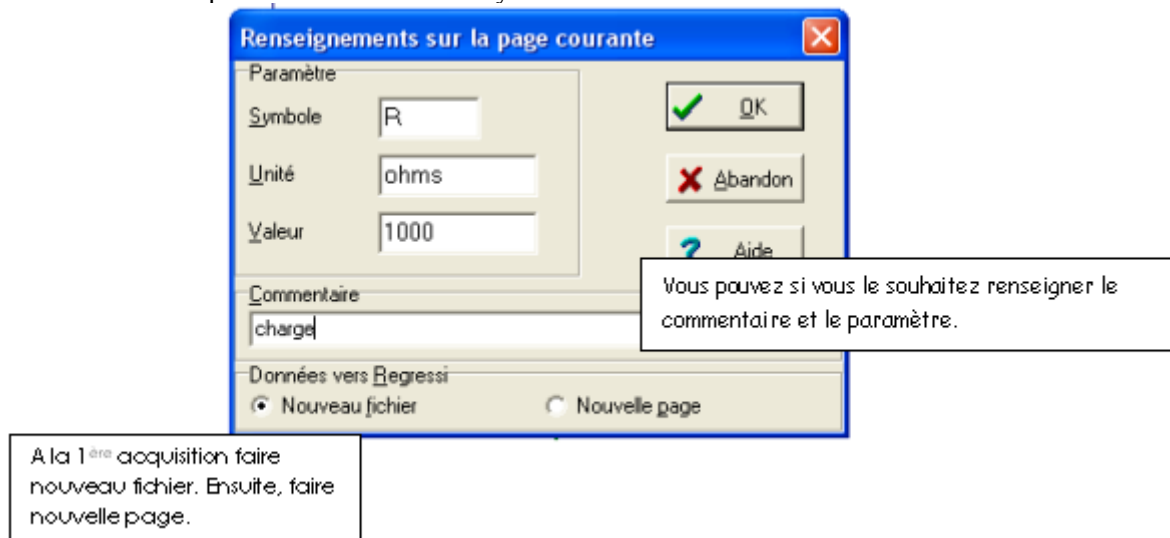 Renseignements sur la page courante
Paramètre
Symbole R
Unité ohms
Valeur 1000
OK
Abandon
Aide
Commentaire
charge
Vous pouvez si vous le souhaitez renseigner le
commentaire et le paramètre.
Données vers Regressi
Nouveau fichier Nouvelle page
A la 1ère acquisition faire
nouveau fichier. Ensuite, faire
nouvelle page.